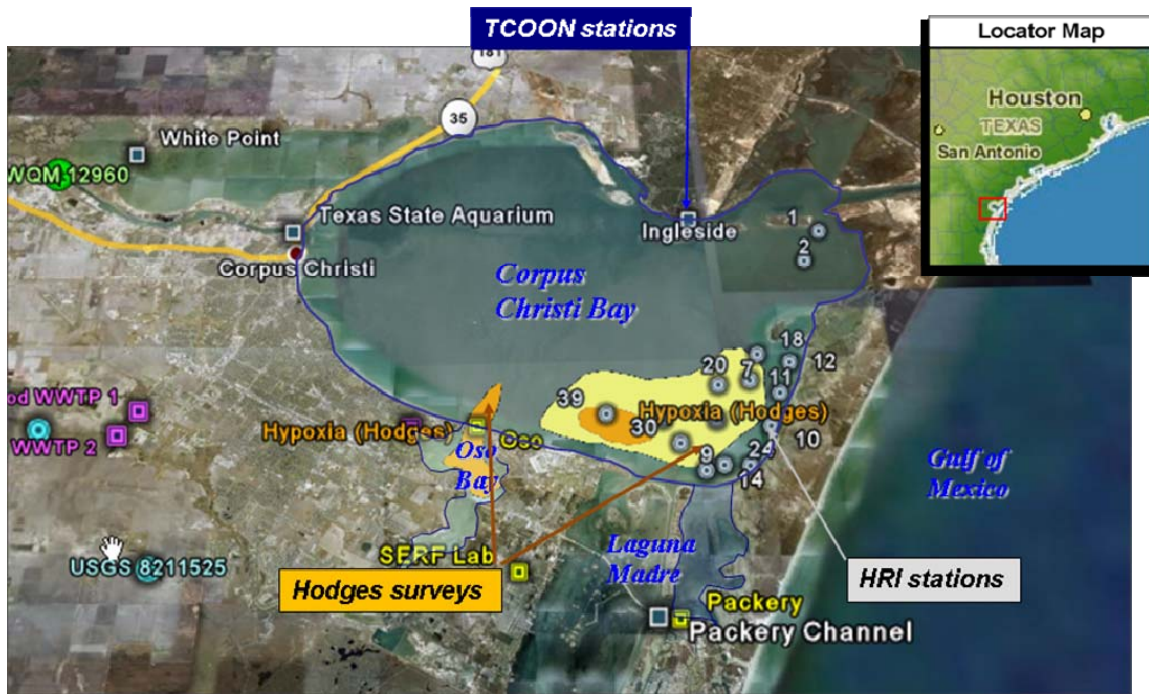 TCOON stations
Locator Map
Houston
TEXAS
San Antonio
181
35
White Point
WQM 12960
Texas State Aquarium
Ingleside
1
2
Corpus Christi
Corpus
Christi Bay
18
12
20
7
11
39
Hypoxia (Hodges)
30
od WWTP 1
WWTP 2
Hypoxia (Hodges)
Oso
10
24
9
14
Oso
Bay
Gulf of
Mexico
USGS 8211525
SERF Lab
Laguna
Madre
Hodges surveys
HRI stations
Packery
Packery Channel